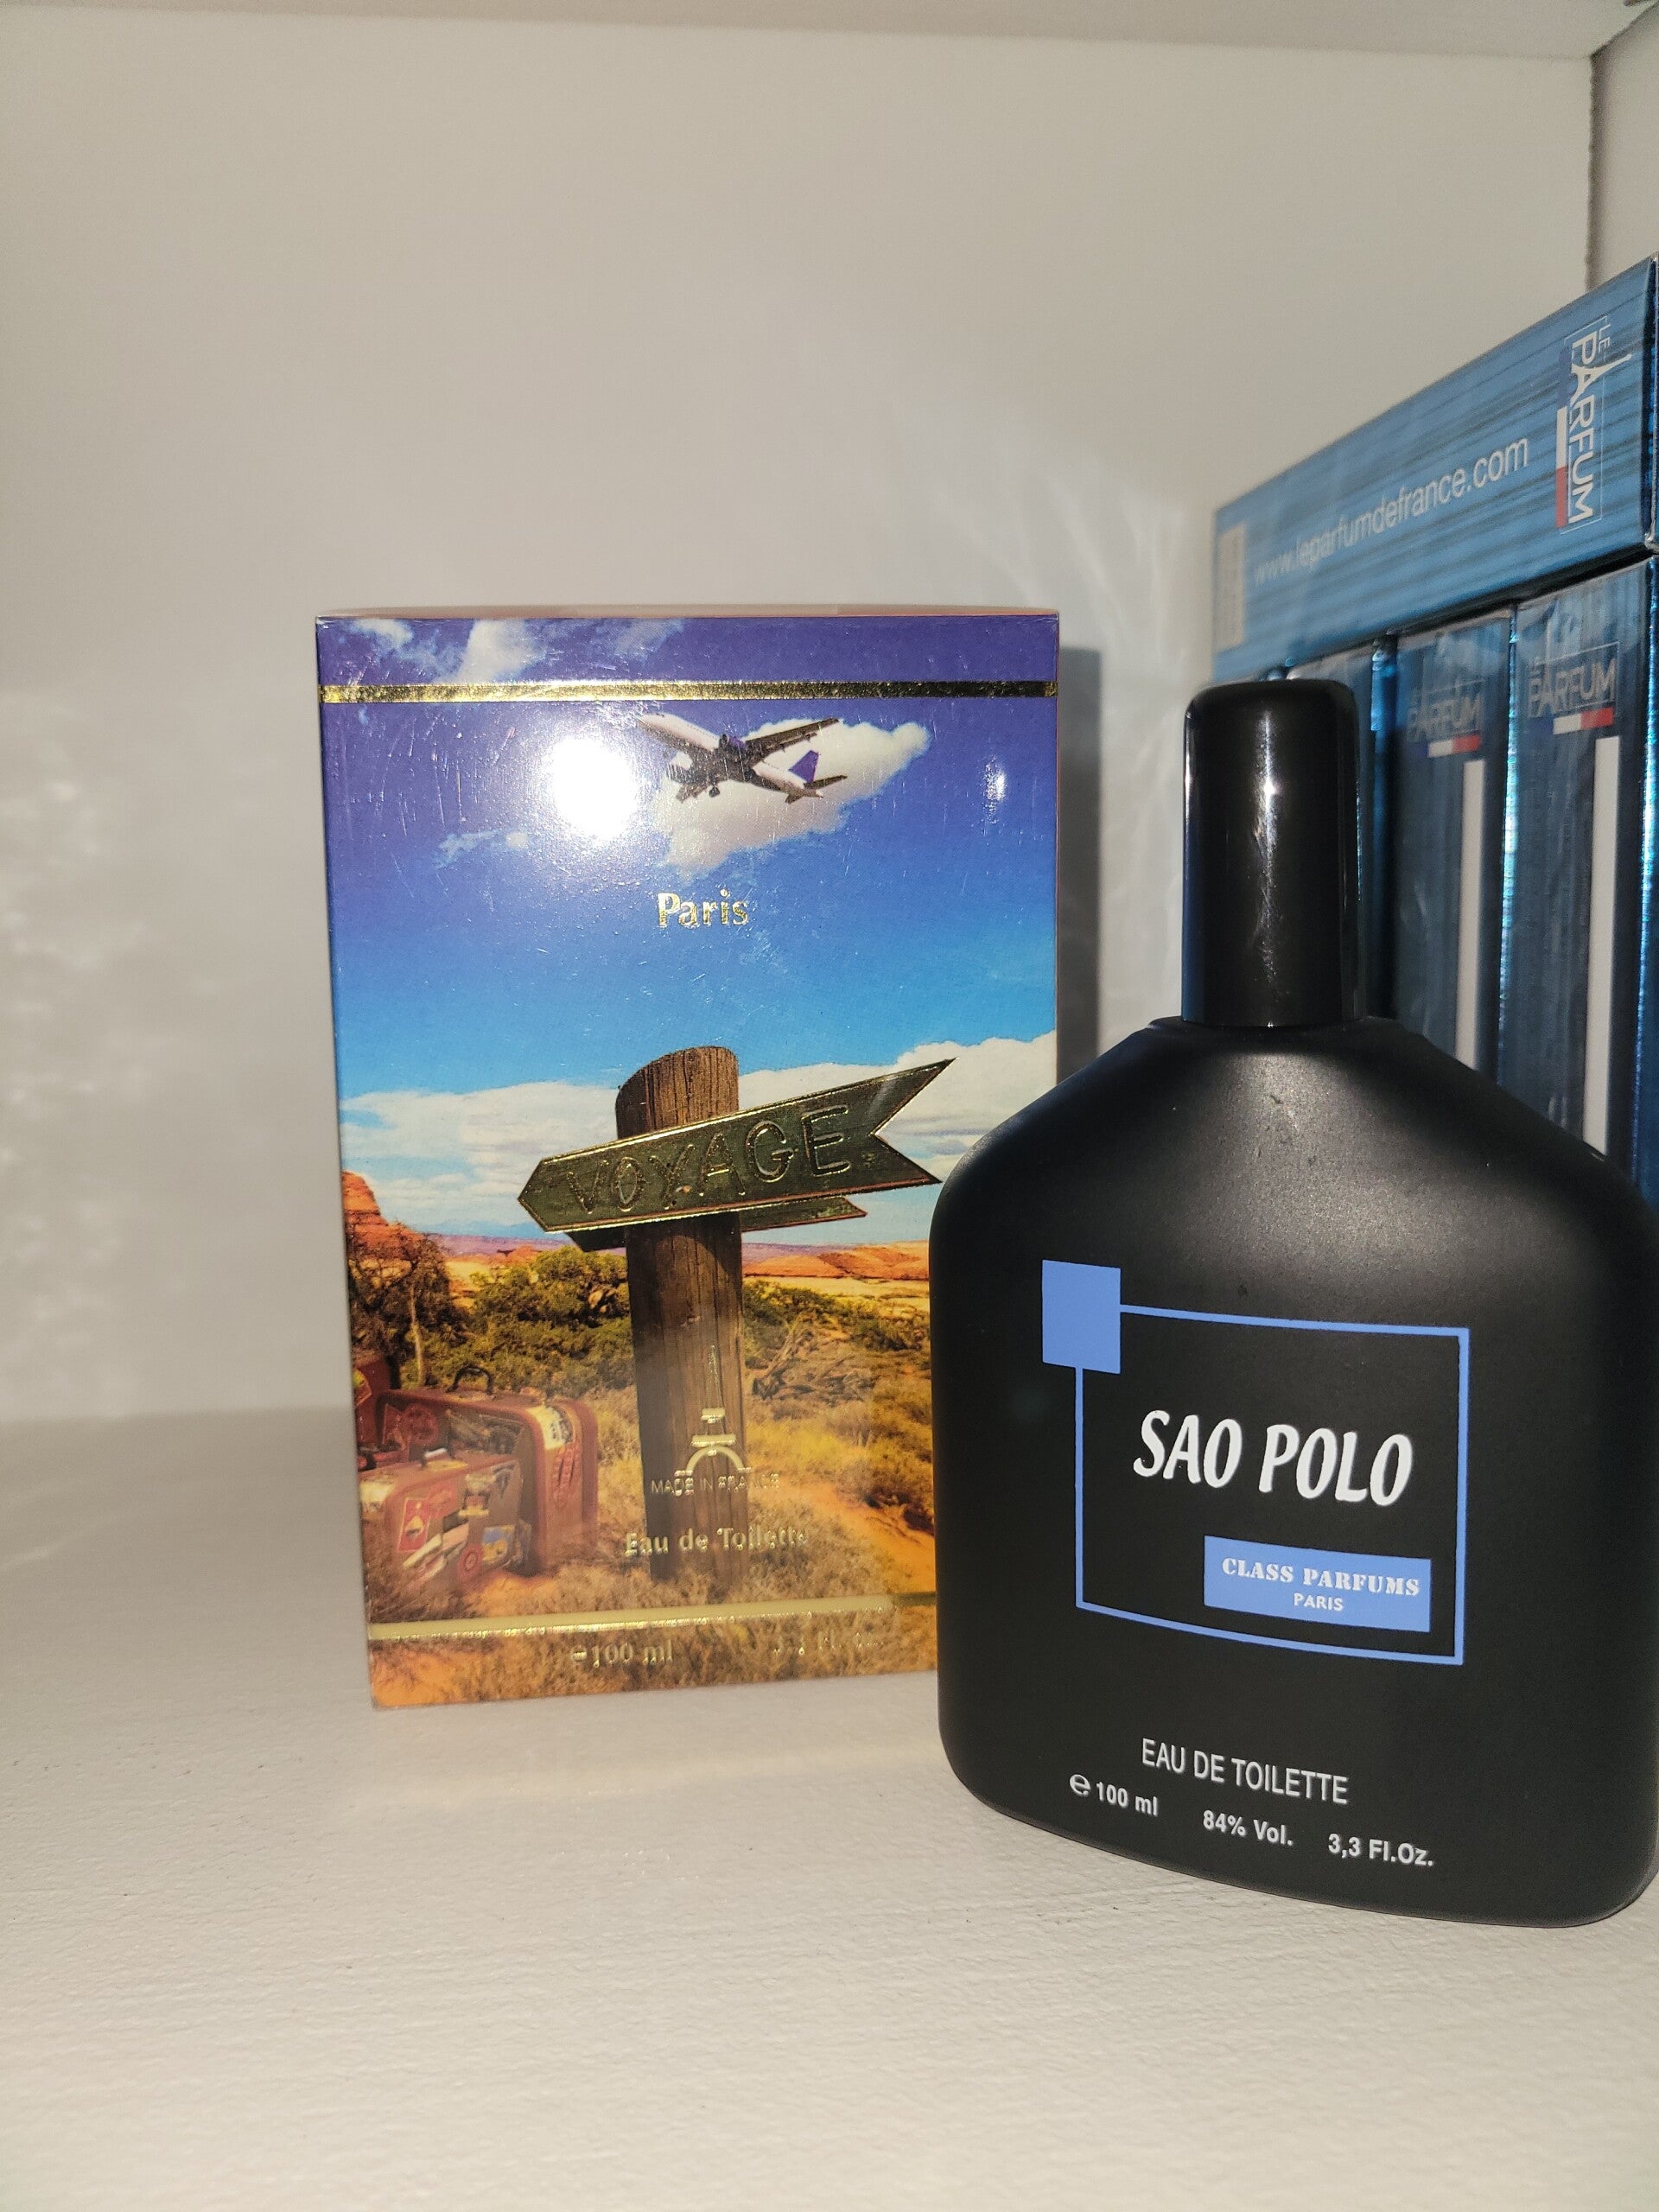 Paris
VOYAGE
MADE IN FRANCE
Eau de Toilette
℮100 ml
SAO POLO
CLASS PARFUMS
PARIS
EAU DE TOILETTE
℮ 100 ml 84% Vol. 3,3 Fl.Oz.
www.leparfumdefrance.com
LE PARFUM
PARFUM
PARFUM